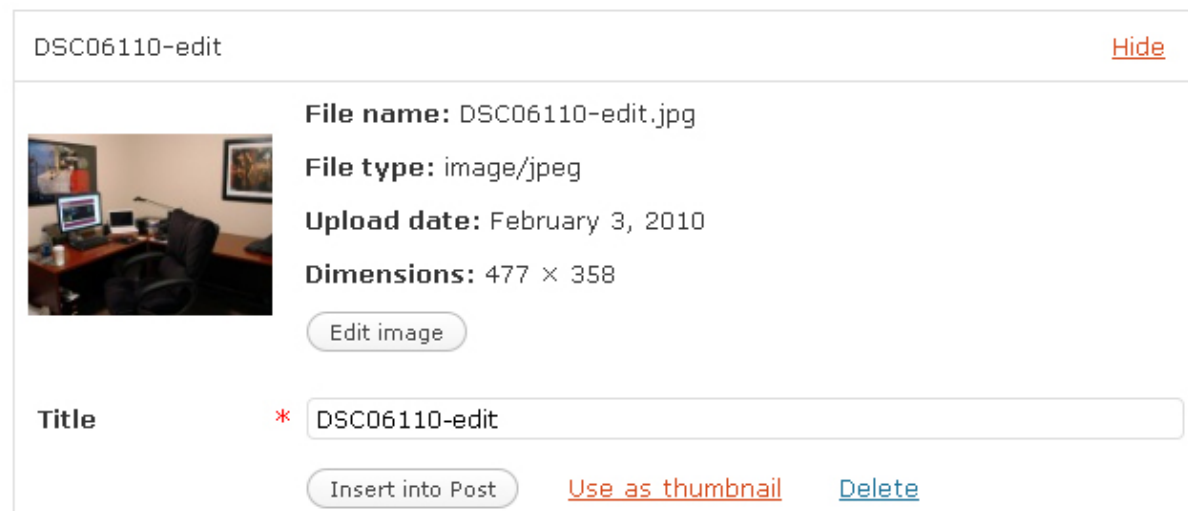 DSC06110-edit Hide
File name: DSC06110-edit.jpg
File type: image/jpeg
Upload date: February 3, 2010
Dimensions: 477 × 358
Edit image
Title * DSC06110-edit
Insert into Post Use as thumbnail Delete